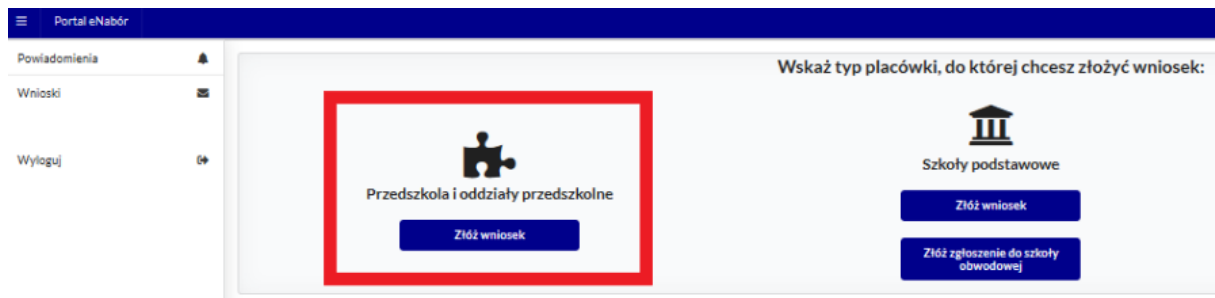 Portal eNabór
Powiadomienia
Wnioski
Wyloguj
Wskaż typ placówki, do której chcesz złożyć wniosek:
Przedszkola i oddziały przedszkolne
Złóż wniosek
Szkoły podstawowe
Złóż wniosek
Złóż zgłoszenie do szkoły
obwodowej